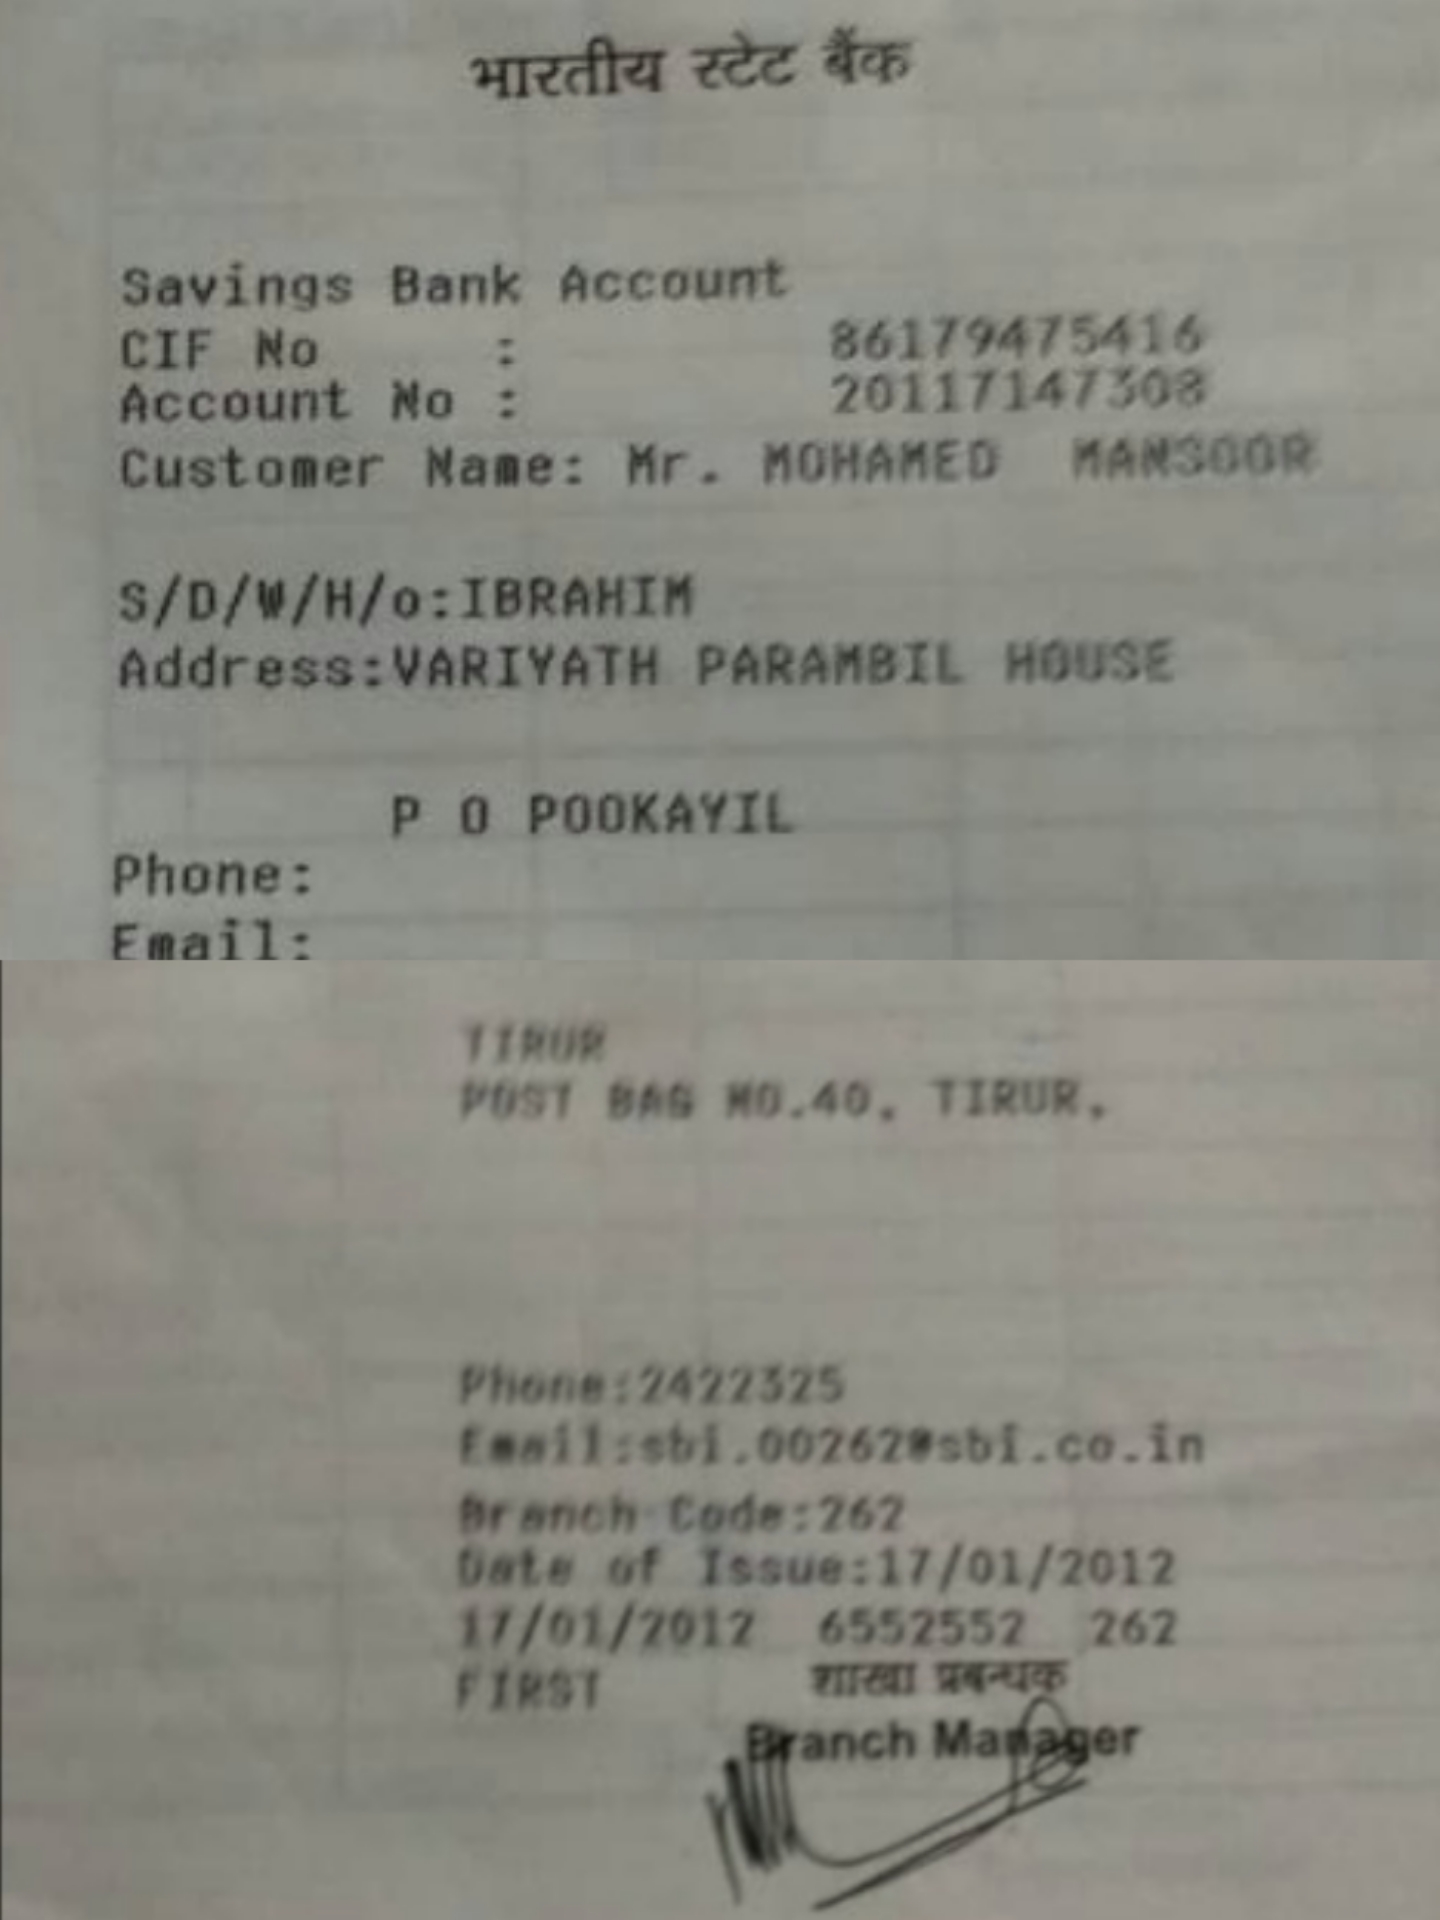 भारतीय स्टेट बैंक
Savings Bank Account
CIF No : 86179475416
Account No : 20117147308
Customer Name: Mr. MOHAMED MANSOOR
S/D/W/H/o:IBRAHIM
Address:VARIYATH PARAMBIL HOUSE
P O POOKAYIL
Phone:
Email:
TIRUR
POST BAG NO.40, TIRUR,
Phone:2422325
Email:sbi.00262@sbi.co.in
Branch Code:262
Date of Issue:17/01/2012
17/01/2012 6552552 262
FIRST शाखा प्रबन्धक
Branch Manager